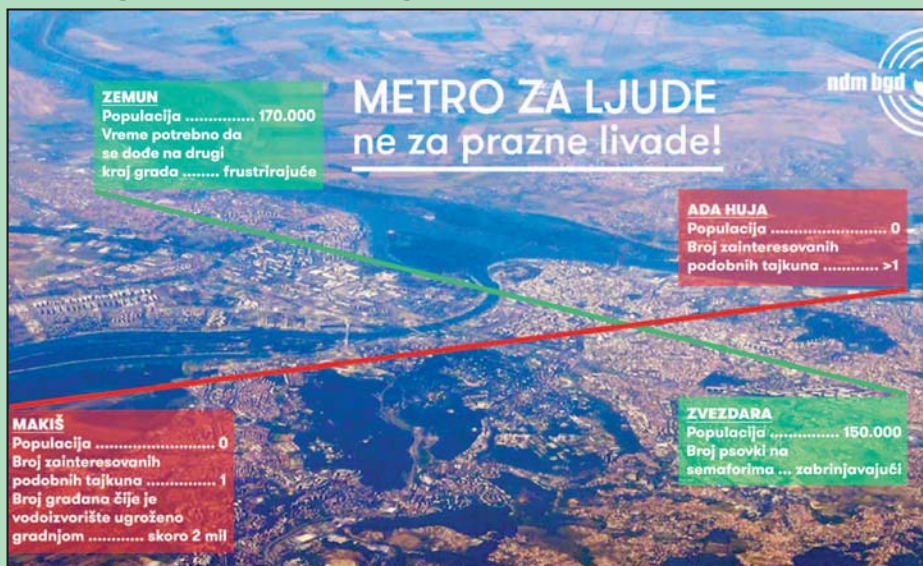 METRO ZA LJUDE
ne za prazne livade!
ndm bgd
ZEMUN
Populacija ............... 170.000
Vreme potrebno da
se dođe na drugi
kraj grada ........ frustrirajuće
ADA HUJA
Populacija ......................... 0
Broj zainteresovanih
podobnih tajkuna ............ >1
MAKIŠ
Populacija ......................... 0
Broj zainteresovanih
podobnih tajkuna ............... 1
Broj građana čije je
vodoizvorište ugroženo
gradnjom ............ skoro 2 mil
ZVEZDARA
Populacija ............... 150.000
Broj psovki na
semaforima ... zabrinjavajući